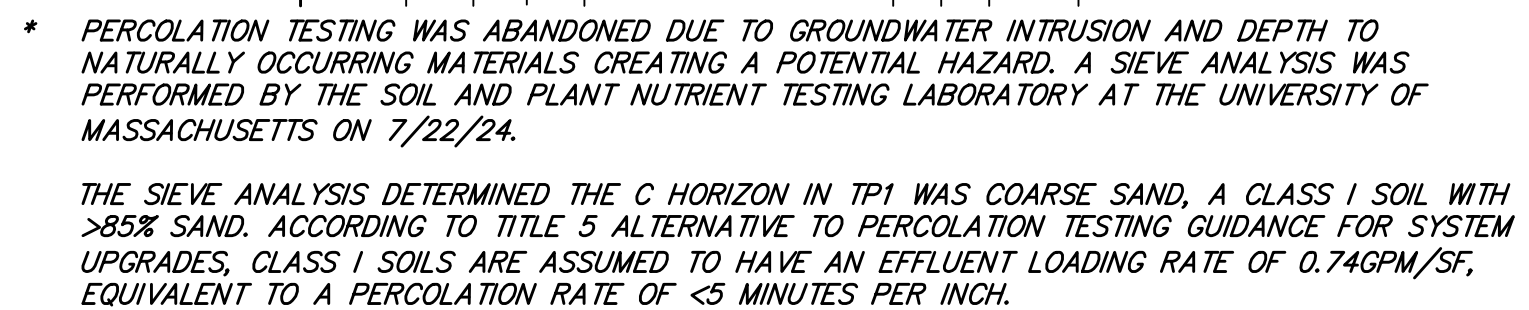 * PERCOLATION TESTING WAS ABANDONED DUE TO GROUNDWATER INTRUSION AND DEPTH TO
NATURALLY OCCURRING MATERIALS CREATING A POTENTIAL HAZARD. A SIEVE ANALYSIS WAS
PERFORMED BY THE SOIL AND PLANT NUTRIENT TESTING LABORATORY AT THE UNIVERSITY OF
MASSACHUSETTS ON 7/22/24.
THE SIEVE ANALYSIS DETERMINED THE C HORIZON IN TP1 WAS COARSE SAND, A CLASS I SOIL WITH
>85% SAND. ACCORDING TO TITLE 5 ALTERNATIVE TO PERCOLATION TESTING GUIDANCE FOR SYSTEM
UPGRADES, CLASS I SOILS ARE ASSUMED TO HAVE AN EFFLUENT LOADING RATE OF 0.74GPM/SF,
EQUIVALENT TO A PERCOLATION RATE OF <5 MINUTES PER INCH.